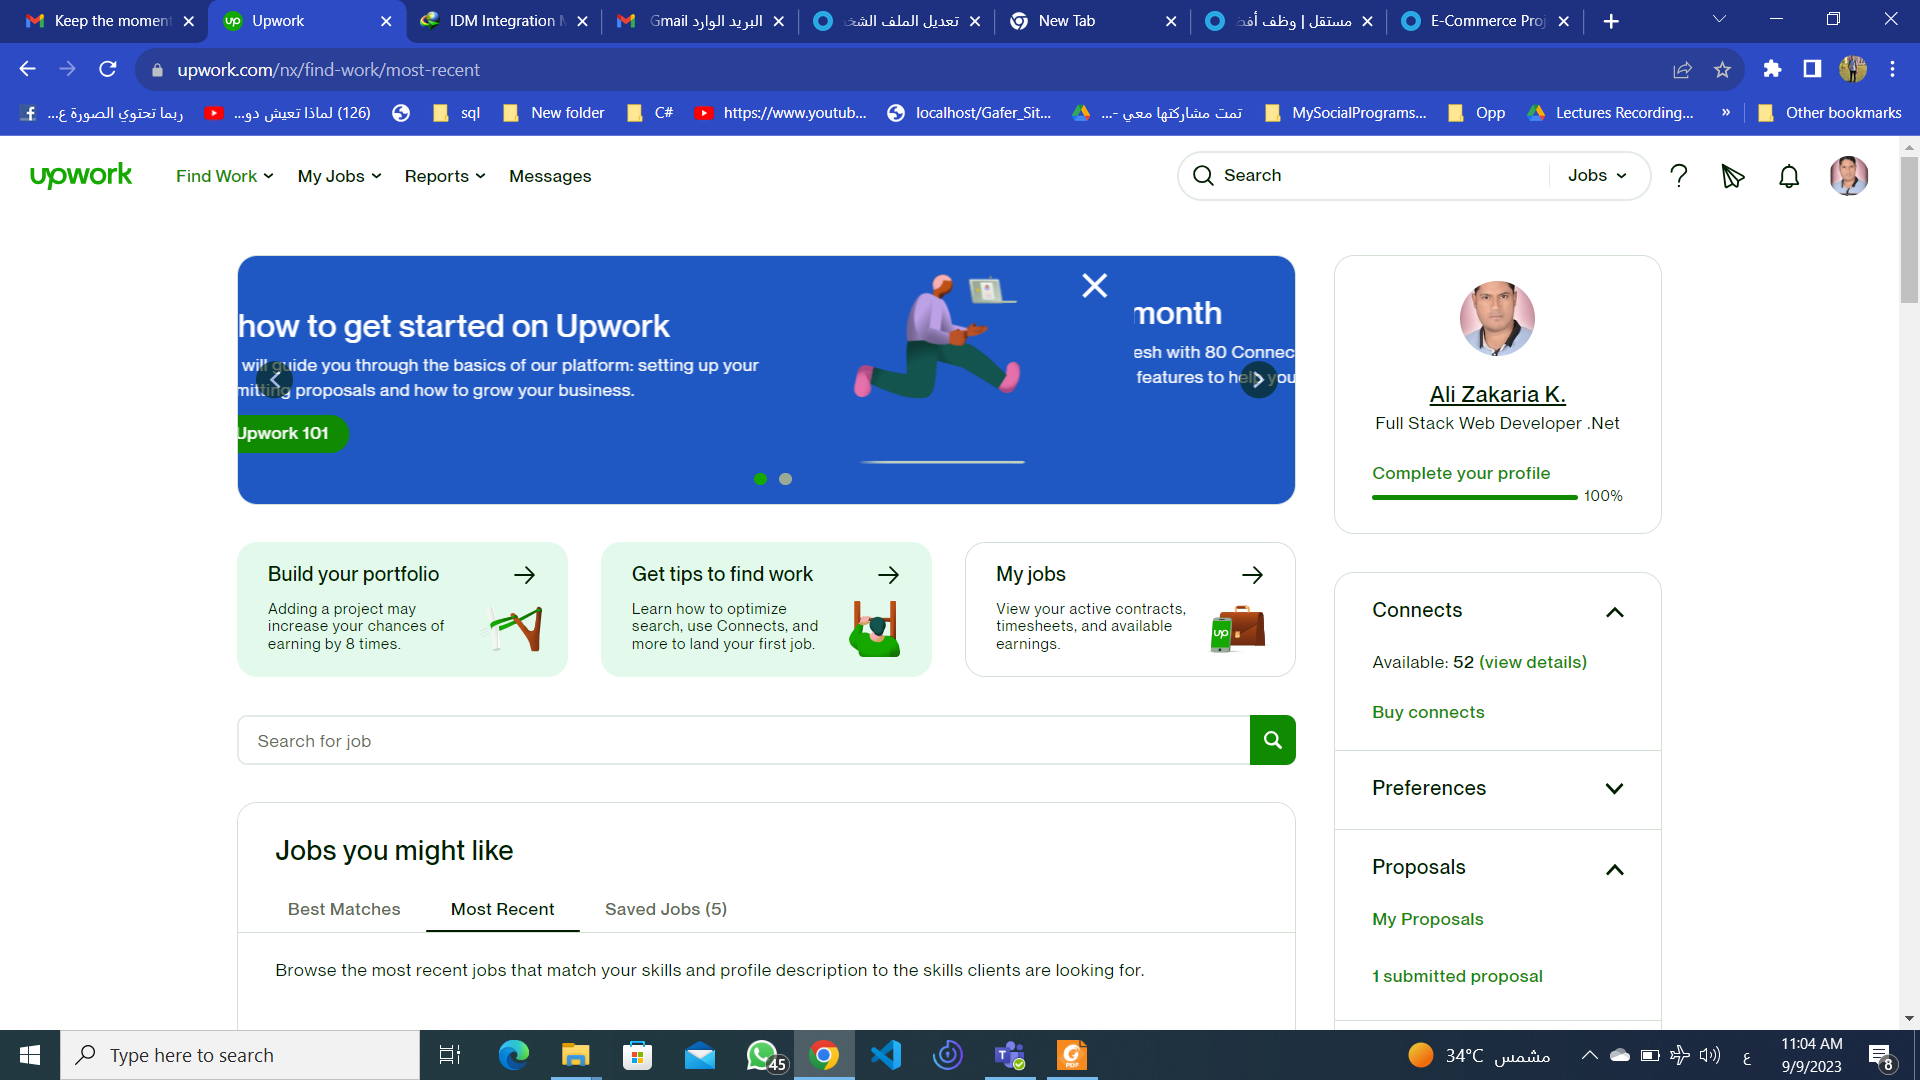 Keep the moment
Upwork
IDM Integration M
البريد الوارد Gmail
تعديل الملف الشخ
New Tab
مستقل | وظف أفض
E-Commerce Proj
upwork.com/nx/find-work/most-recent
ربما تحتوي الصورة ع...
(126) لماذا تعيش دو...
sql
New folder
C#
https://www.youtub...
localhost/Gafer_Sit...
تمت مشاركتها معي -...
MySocialPrograms...
Opp
Lectures Recording...
»
Other bookmarks
upwork
Find Work
My Jobs
Reports
Messages
Search
Jobs
how to get started on Upwork
will guide you through the basics of our platform: setting up your
mitting proposals and how to grow your business.
Upwork 101
month
esh with 80 Connec
features to help you
Ali Zakaria K.
Full Stack Web Developer .Net
Complete your profile
100%
Build your portfolio
Adding a project may
increase your chances of
earning by 8 times.
Get tips to find work
Learn how to optimize
search, use Connects, and
more to land your first job.
My jobs
View your active contracts,
timesheets, and available
earnings.
up
Connects
Available: 52 (view details)
Buy connects
Search for job
Preferences
Jobs you might like
Best Matches
Most Recent
Saved Jobs (5)
Browse the most recent jobs that match your skills and profile description to the skills clients are looking for.
Proposals
My Proposals
1 submitted proposal
Type here to search
45
PDF
34°C مشمس
ع
11:04 AM
9/9/2023
8